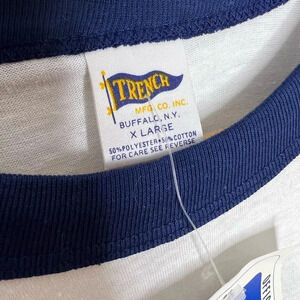 TRENCH
MFG. CO. INC.
BUFFALO, N.Y.
X LARGE
50% POLYESTER • 50% COTTON
FOR CARE SEE REVERSE